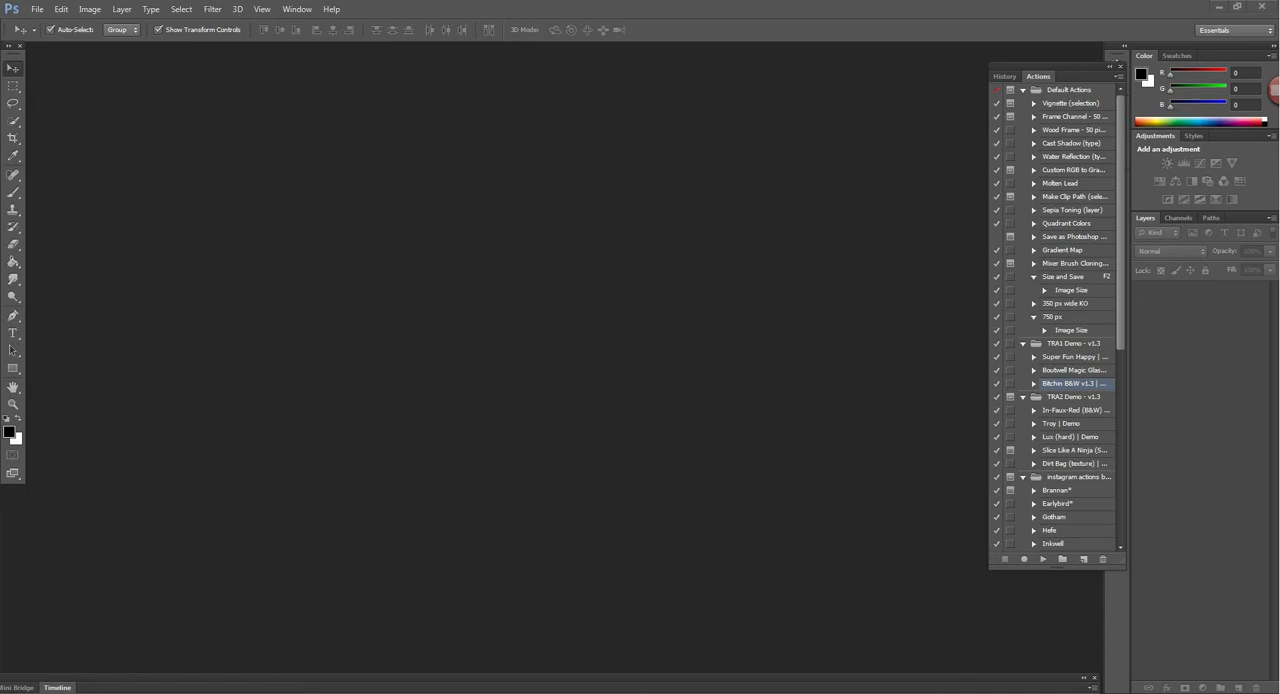 Ps File Edit Image Layer Type Select Filter 3D View Window Help
Auto-Select: Group Show Transform Controls 3D Mode: Essentials
Color Swatches
R 0
G 0
B 0
Adjustments Styles
Add an adjustment
Layers Channels Paths
Kind
Normal Opacity: 100%
Lock: Fill: 100%
History Actions
Default Actions
Vignette (selection)
Frame Channel - 50 ...
Wood Frame - 50 pi...
Cast Shadow (type)
Water Reflection (ty...
Custom RGB to Gra...
Molten Lead
Make Clip Path (sele...
Sepia Toning (layer)
Quadrant Colors
Save as Photoshop ...
Gradient Map
Mixer Brush Cloning...
Size and Save F2
Image Size
350 px wide KO
750 px
Image Size
TRA1 Demo - v1.3
Super Fun Happy | ...
Boutwell Magic Glas...
Bitchin B&W v1.3 | ...
TRA2 Demo - v1.3
In-Faux-Red (B&W) ...
Troy | Demo
Lux (hard) | Demo
Slice Like A Ninja (S...
Dirt Bag (texture) | ...
instagram actions b...
Brannan*
Earlybird*
Gotham
Hefe
Inkwell
Mini Bridge Timeline